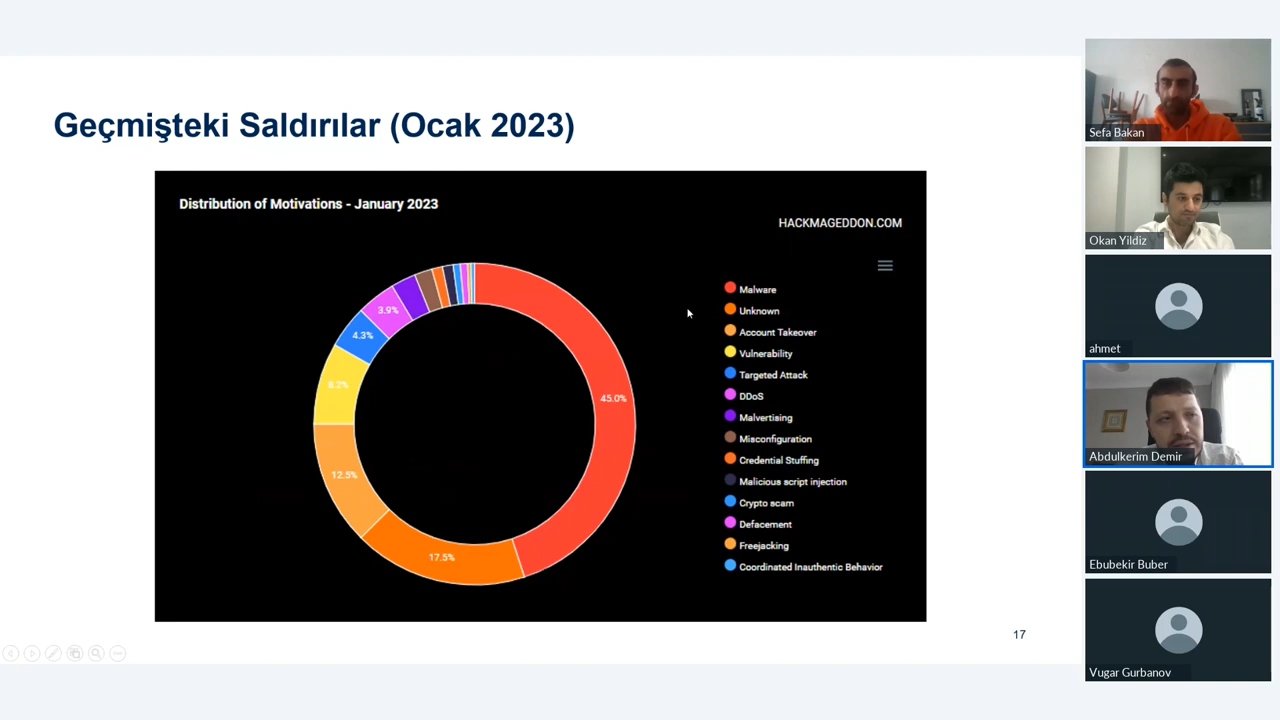 Geçmişteki Saldırılar (Ocak 2023)
Distribution of Motivations - January 2023
HACKMAGEDDON.COM
3.9%
4.3%
8.2%
45.0%
12.5%
17.5%
Malware
Unknown
Account Takeover
Vulnerability
Targeted Attack
DDoS
Malvertising
Misconfiguration
Credential Stuffing
Malicious script injection
Crypto scam
Defacement
Freejacking
Coordinated Inauthentic Behavior
17
Sefa Bakan
Okan Yildiz
ahmet
Abdulkerim Demir
Ebubekir Buber
Vugar Gurbanov